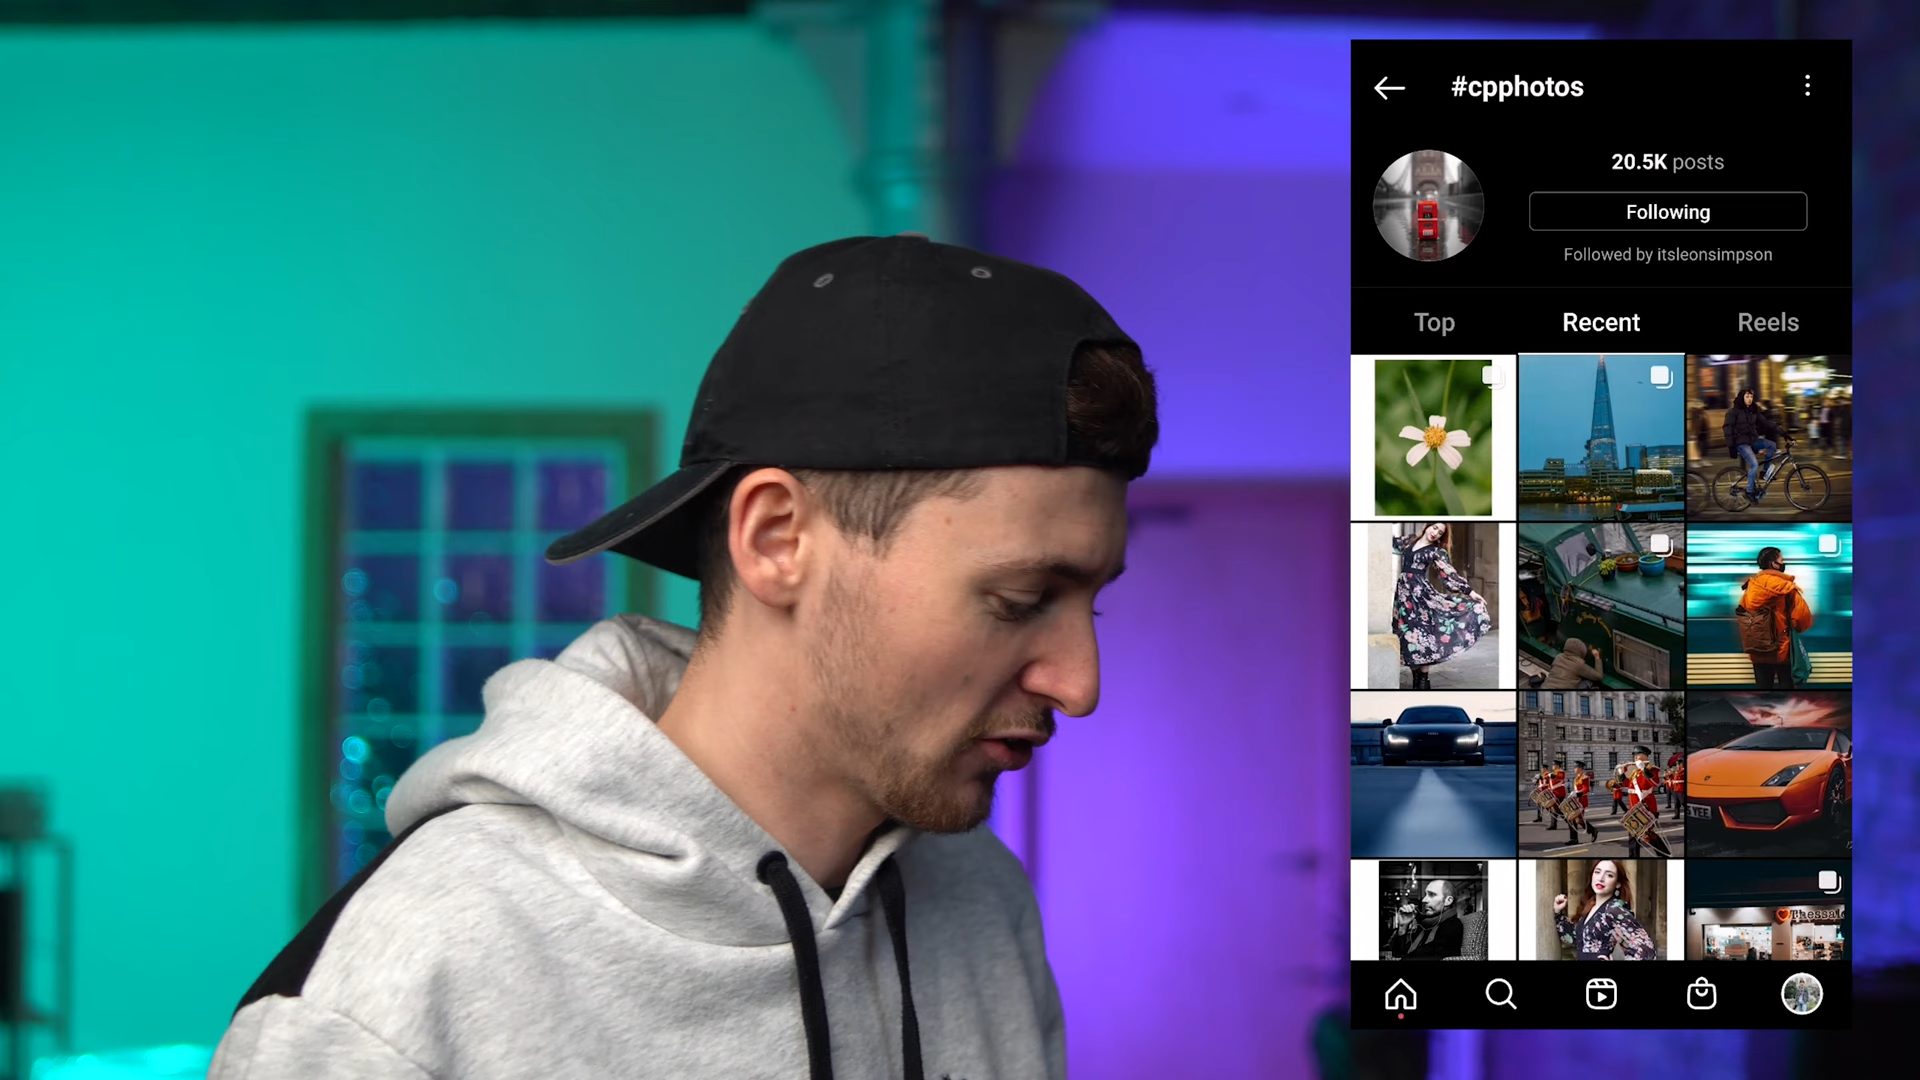 #cpphotos
20.5K posts
Following
Followed by itsleonsimpson
Top
Recent
Reels